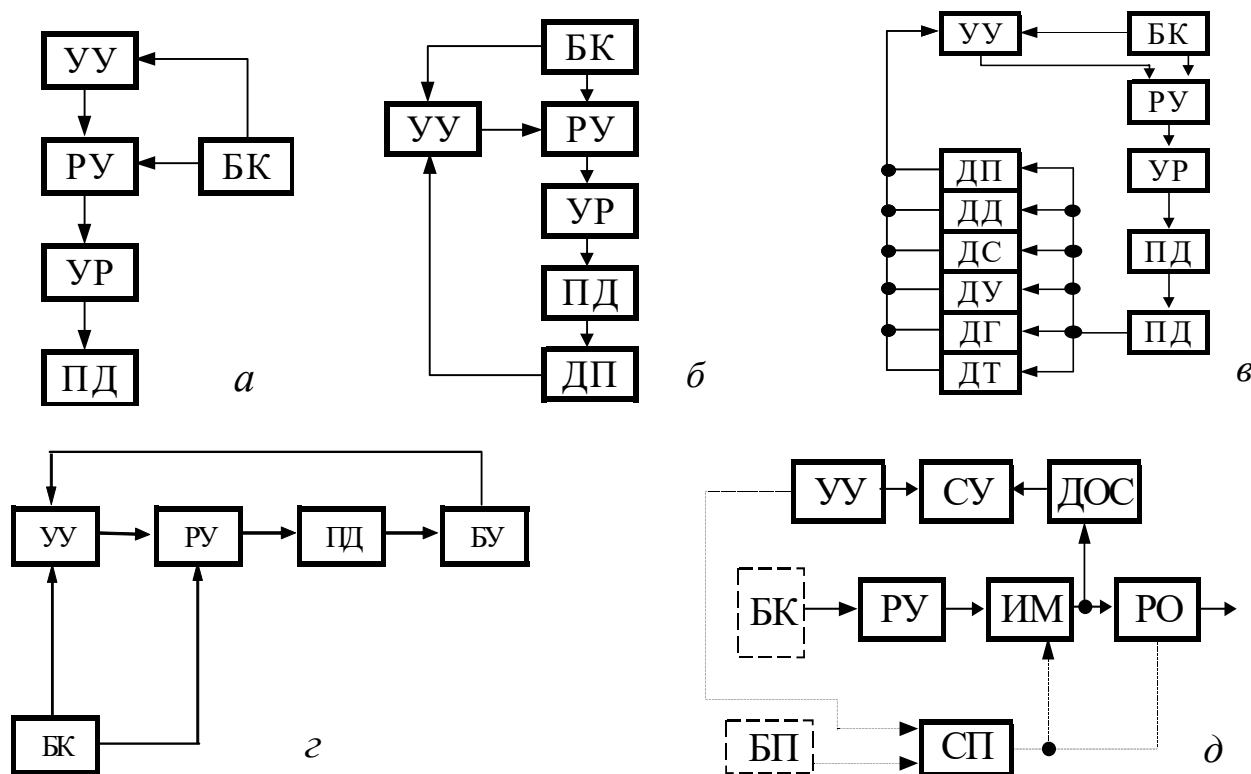 УУ
РУ БК
УР
ПД
а
БК
УУ РУ
УР
ПД
ДП
б
УУ БК
РУ
ДП УР
ДД
ДС ПД
ДУ
ДГ ПД
ДТ
в
УУ РУ ПД БУ
БК
г
УУ СУ ДОС
БК РУ ИМ РО
БП СП
д